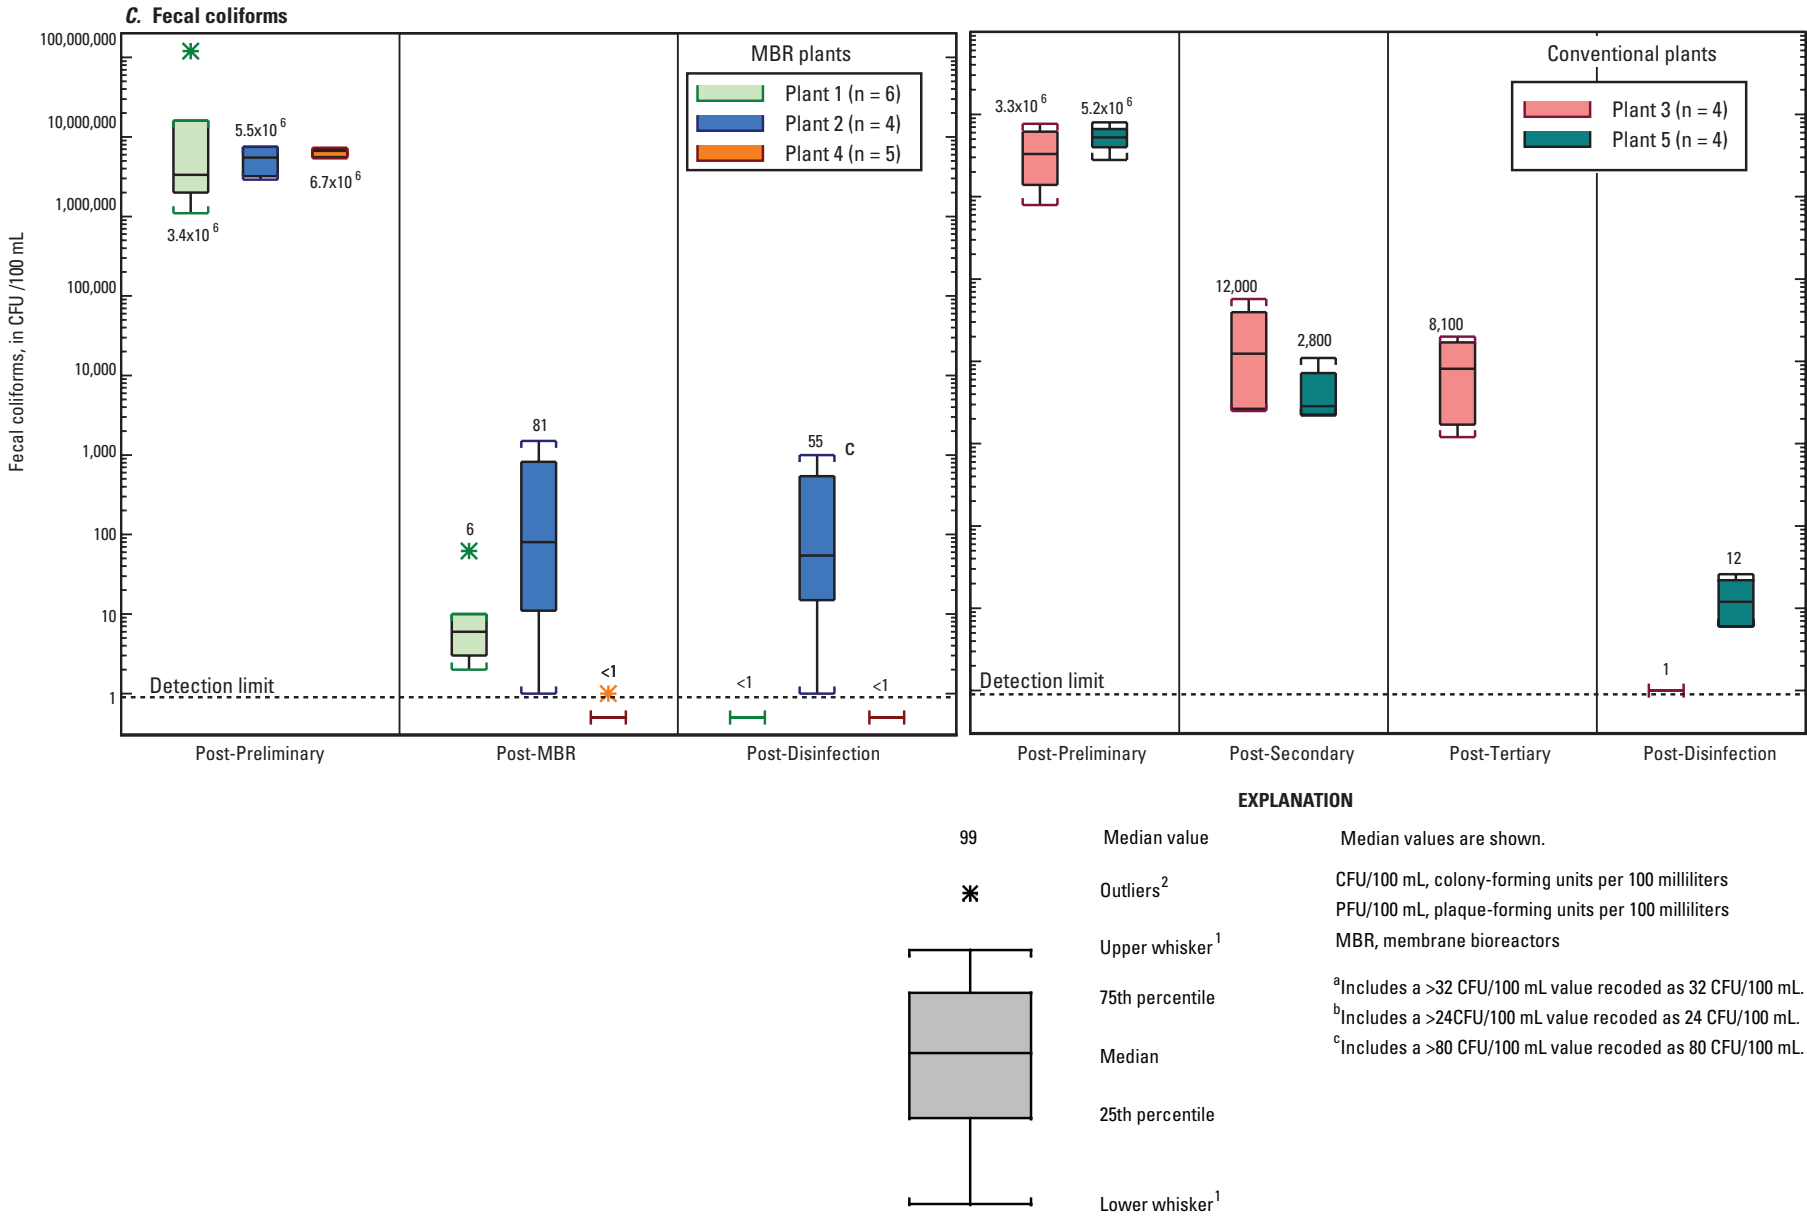 C. Fecal coliforms
Fecal coliforms, in CFU /100 mL
100,000,000
10,000,000
1,000,000
100,000
10,000
1,000
100
10
1
MBR plants
Plant 1 (n = 6)
Plant 2 (n = 4)
Plant 4 (n = 5)
3.4x10 6
5.5x10 6
6.7x10 6
6
81
<1
<1
55
C
<1
Detection limit
Post-Preliminary
Post-MBR
Post-Disinfection
Conventional plants
Plant 3 (n = 4)
Plant 5 (n = 4)
3.3x10 6
5.2x10 6
12,000
2,800
8,100
1
12
Detection limit
Post-Preliminary
Post-Secondary
Post-Tertiary
Post-Disinfection
EXPLANATION
99
Median value
Outliers2
Upper whisker1
75th percentile
Median
25th percentile
Lower whisker1
Median values are shown.
CFU/100 mL, colony-forming units per 100 milliliters
PFU/100 mL, plaque-forming units per 100 milliliters
MBR, membrane bioreactors
aIncludes a >32 CFU/100 mL value recoded as 32 CFU/100 mL.
bIncludes a >24CFU/100 mL value recoded as 24 CFU/100 mL.
cIncludes a >80 CFU/100 mL value recoded as 80 CFU/100 mL.